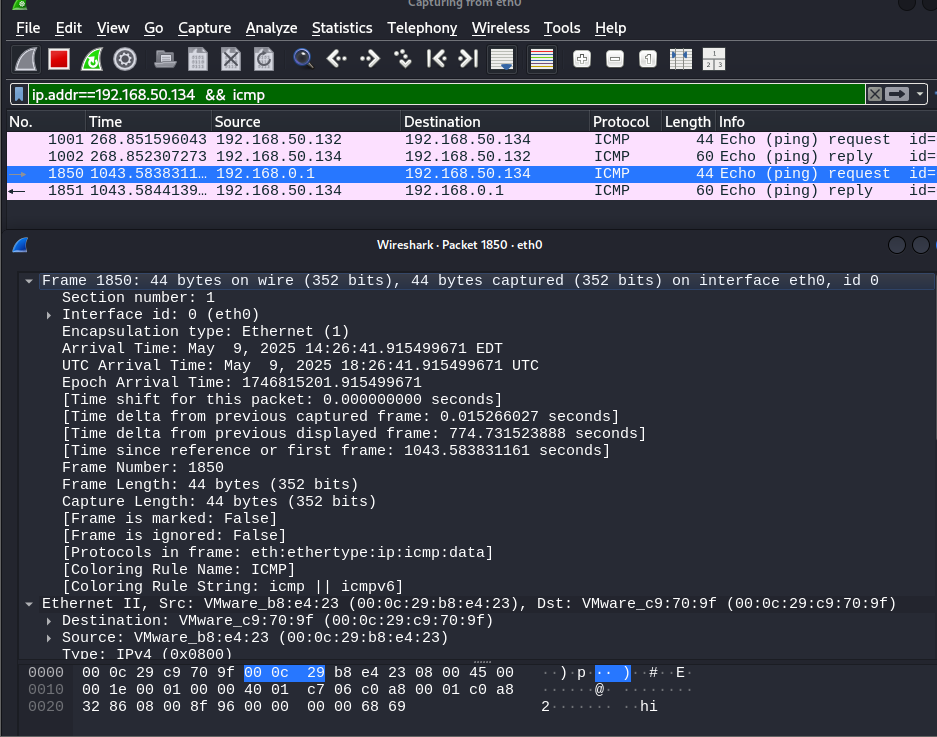 Capturing from eth0
File Edit View Go Capture Analyze Statistics Telephony Wireless Tools Help
ip.addr==192.168.50.134 && icmp
No. Time Source Destination Protocol Length Info
1001 268.851596043 192.168.50.132 192.168.50.134 ICMP 44 Echo (ping) request id=
1002 268.852307273 192.168.50.134 192.168.50.132 ICMP 60 Echo (ping) reply id=
1850 1043.5838311… 192.168.0.1 192.168.50.134 ICMP 44 Echo (ping) request id=
1851 1043.5844139… 192.168.50.134 192.168.0.1 ICMP 60 Echo (ping) reply id=
Wireshark · Packet 1850 · eth0
Frame 1850: 44 bytes on wire (352 bits), 44 bytes captured (352 bits) on interface eth0, id 0
Section number: 1
Interface id: 0 (eth0)
Encapsulation type: Ethernet (1)
Arrival Time: May  9, 2025 14:26:41.915499671 EDT
UTC Arrival Time: May  9, 2025 18:26:41.915499671 UTC
Epoch Arrival Time: 1746815201.915499671
[Time shift for this packet: 0.000000000 seconds]
[Time delta from previous captured frame: 0.015266027 seconds]
[Time delta from previous displayed frame: 774.731523888 seconds]
[Time since reference or first frame: 1043.583831161 seconds]
Frame Number: 1850
Frame Length: 44 bytes (352 bits)
Capture Length: 44 bytes (352 bits)
[Frame is marked: False]
[Frame is ignored: False]
[Protocols in frame: eth:ethertype:ip:icmp:data]
[Coloring Rule Name: ICMP]
[Coloring Rule String: icmp || icmpv6]
Ethernet II, Src: VMware_b8:e4:23 (00:0c:29:b8:e4:23), Dst: VMware_c9:70:9f (00:0c:29:c9:70:9f)
Destination: VMware_c9:70:9f (00:0c:29:c9:70:9f)
Source: VMware_b8:e4:23 (00:0c:29:b8:e4:23)
Type: IPv4 (0x0800)
0000 00 0c 29 c9 70 9f 00 0c 29 b8 e4 23 08 00 45 00 ··)·p···)··#··E·
0010 00 1e 00 01 00 00 40 01 c7 06 c0 a8 00 01 c0 a8 ······@·········
0020 32 86 08 00 8f 96 00 00 00 00 68 69 2·········hi